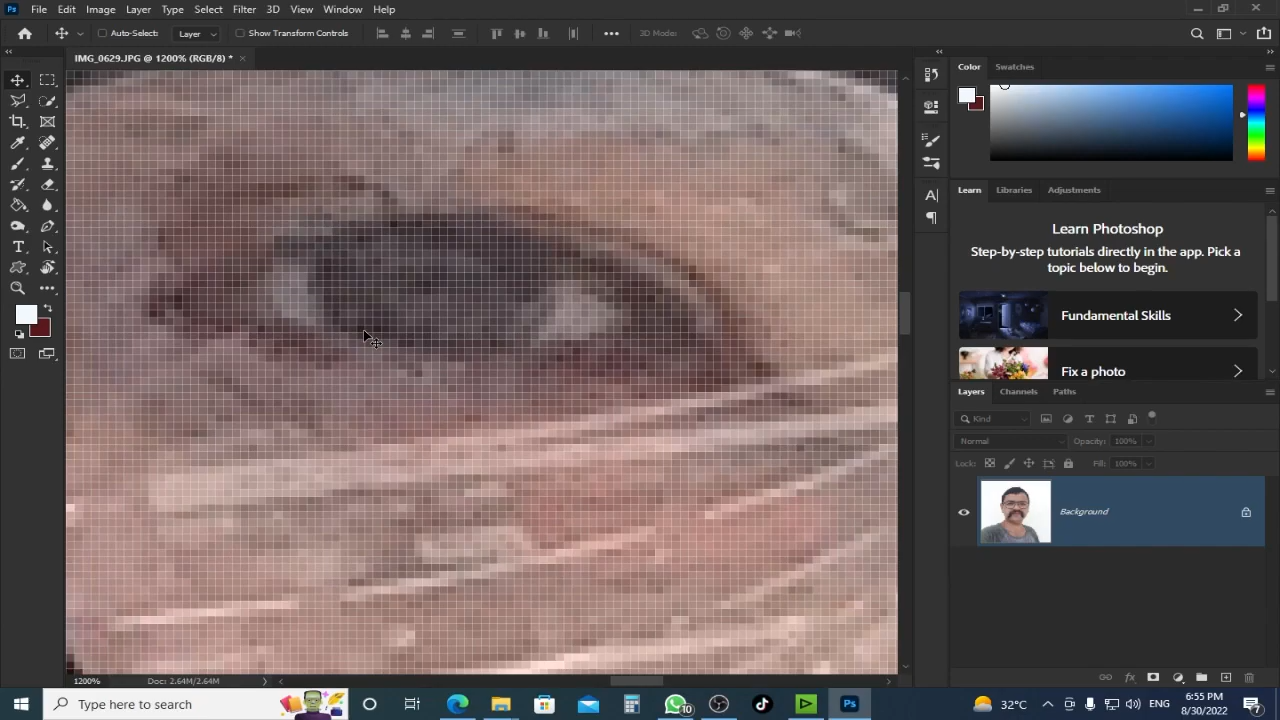 Ps File Edit Image Layer Type Select Filter 3D View Window Help
Auto-Select: Layer Show Transform Controls 3D Mode:
IMG_0629.JPG @ 1200% (RGB/8) *
Color Swatches
Learn Libraries Adjustments
Learn Photoshop
Step-by-step tutorials directly in the app. Pick a
topic below to begin.
Fundamental Skills
Fix a photo
Layers Channels Paths
Kind
Normal Opacity: 100%
Lock: Fill: 100%
Background
1200% Doc: 2.64M/2.64M
Type here to search
10
Ps
32°C
ENG
6:55 PM
8/30/2022
7